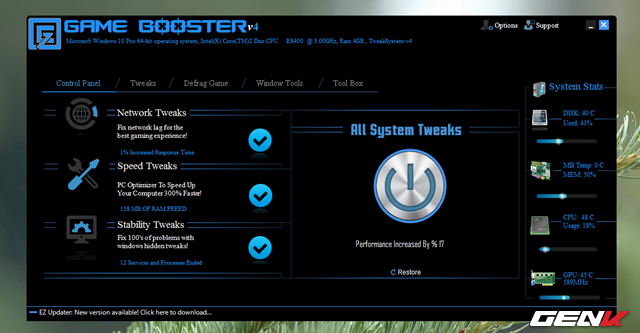 EZ GAME BOOSTER v4
Microsoft Windows 10 Pro 64-bit operating system, Intel(R) Core(TM)2 Duo CPU E8400 @ 3.00GHz, Ram 4GB , TweakSystem-v4
Options
Support
Control Panel / Tweaks / Defrag Game / Window Tools / Tool Box
Network Tweaks
Fix network lag for the
best gaming experience!
1% Increased Response Time
Speed Tweaks
PC Optimizer To Speed Up
Your Computer 300% Faster!
138 MB OF RAM FREED
Stability Tweaks
Fix 100's of problems with
windows hidden tweaks!
12 Services and Processes Ended
All System Tweaks
Performance Increased By % 17
Restore
System Stats
DISK: 40 C
Used: 43%
MB Temp: 0 C
MEM: 50%
CPU: 48 C
Usage: 18%
GPU: 45 C
589MHz
EZ Updater: New version available! Click here to download...
GENK